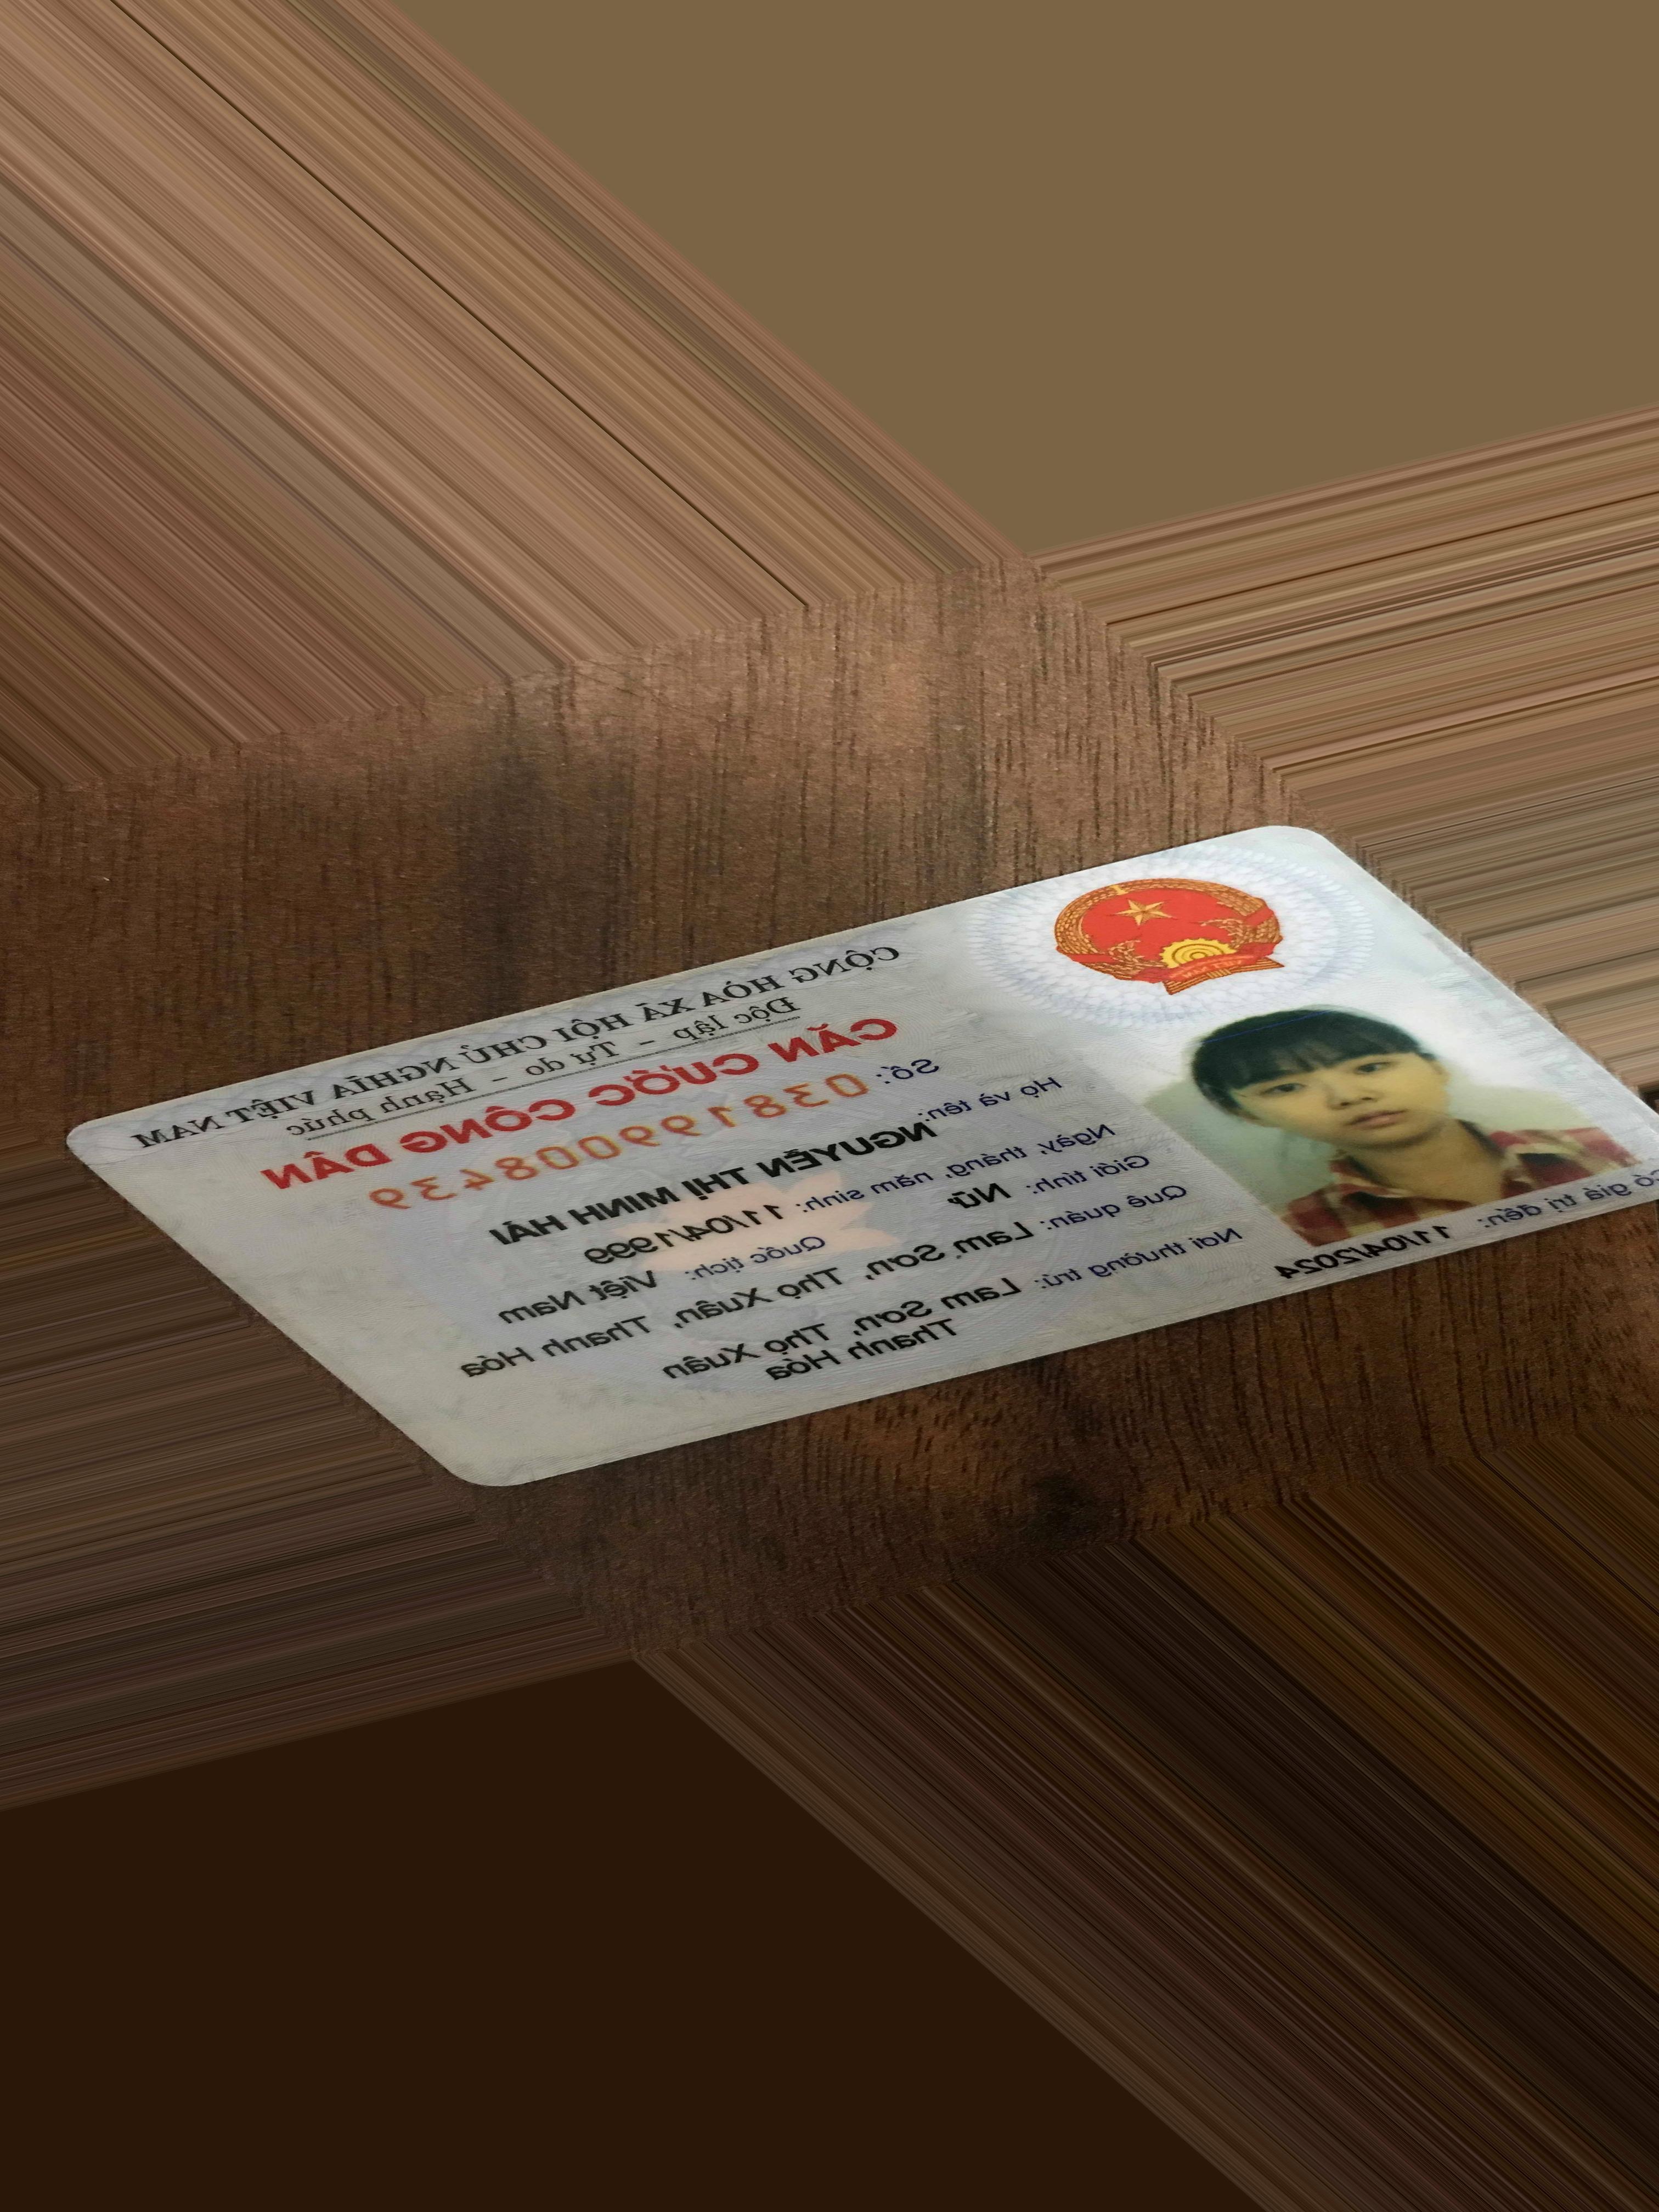 CỘNG HÒA XÃ HỘI CHỦ NGHĨA VIỆT NAM
Độc lập - Tự do - Hạnh phúc
CĂN CƯỚC CÔNG DÂN
Số: 038199008439
Họ và tên:
NGUYỄN THỊ MINH HẢI
Ngày, tháng, năm sinh: 11/04/1999
Giới tính: Nữ Quốc tịch: Việt Nam
Quê quán: Lam Sơn, Thọ Xuân, Thanh Hóa
Nơi thường trú: Lam Sơn, Thọ Xuân
Thanh Hóa
Có giá trị đến: 11/04/2024